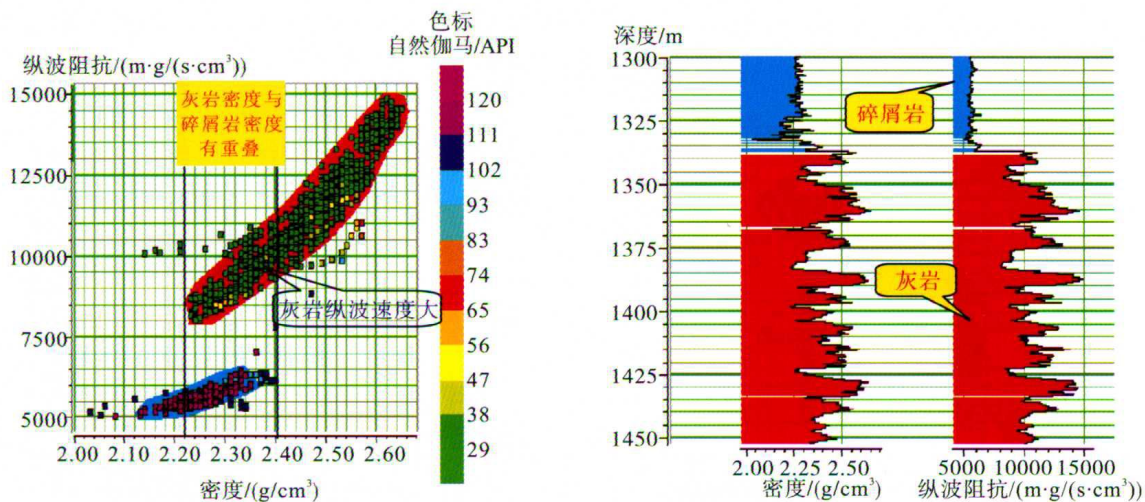 色标
自然伽马/API
纵波阻抗/(m·g/(s·cm³))
15000
12500
10000
7500
5000
灰岩密度与
碎屑岩密度
有重叠
灰岩纵波速度大
2.00 2.10 2.20 2.30 2.40 2.50 2.60
密度/(g/cm³)
120
111
102
93
83
74
65
56
47
38
29
深度/m
1300
1325
1350
1375
1400
1425
1450
碎屑岩
灰岩
2.00 2.25 2.50
密度/(g/cm³)
5000 10000 15000
纵波阻抗/(m·g/(s·cm³))